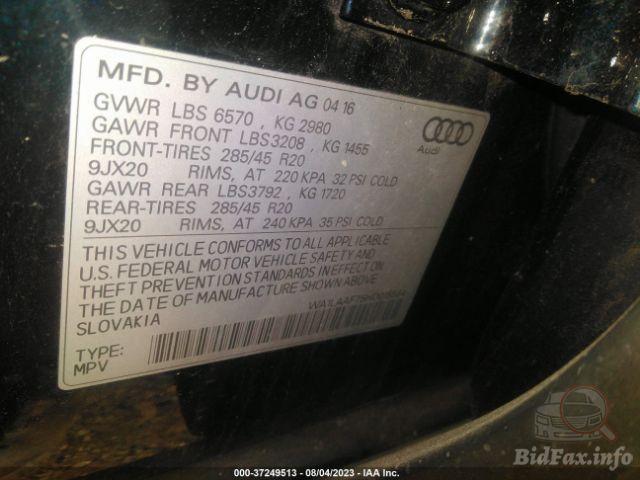 MFD. BY AUDI AG 04 16
GVWR LBS 6570 , KG 2980
GAWR FRONT LBS3208 , KG 1455
FRONT-TIRES 285/45 R20
9JX20 RIMS, AT 220 KPA 32 PSI COLD
GAWR REAR LBS3792 , KG 1720
REAR-TIRES 285/45 R20
9JX20 RIMS, AT 240 KPA 35 PSI COLD
Audi
THIS VEHICLE CONFORMS TO ALL APPLICABLE
U.S. FEDERAL MOTOR VEHICLE SAFETY AND
THEFT PREVENTION STANDARDS IN EFFECT ON
THE DATE OF MANUFACTURE SHOWN ABOVE
SLOVAKIA
TYPE:
MPV
000-37249513 - 08/04/2023 - IAA Inc.
BidFax.info